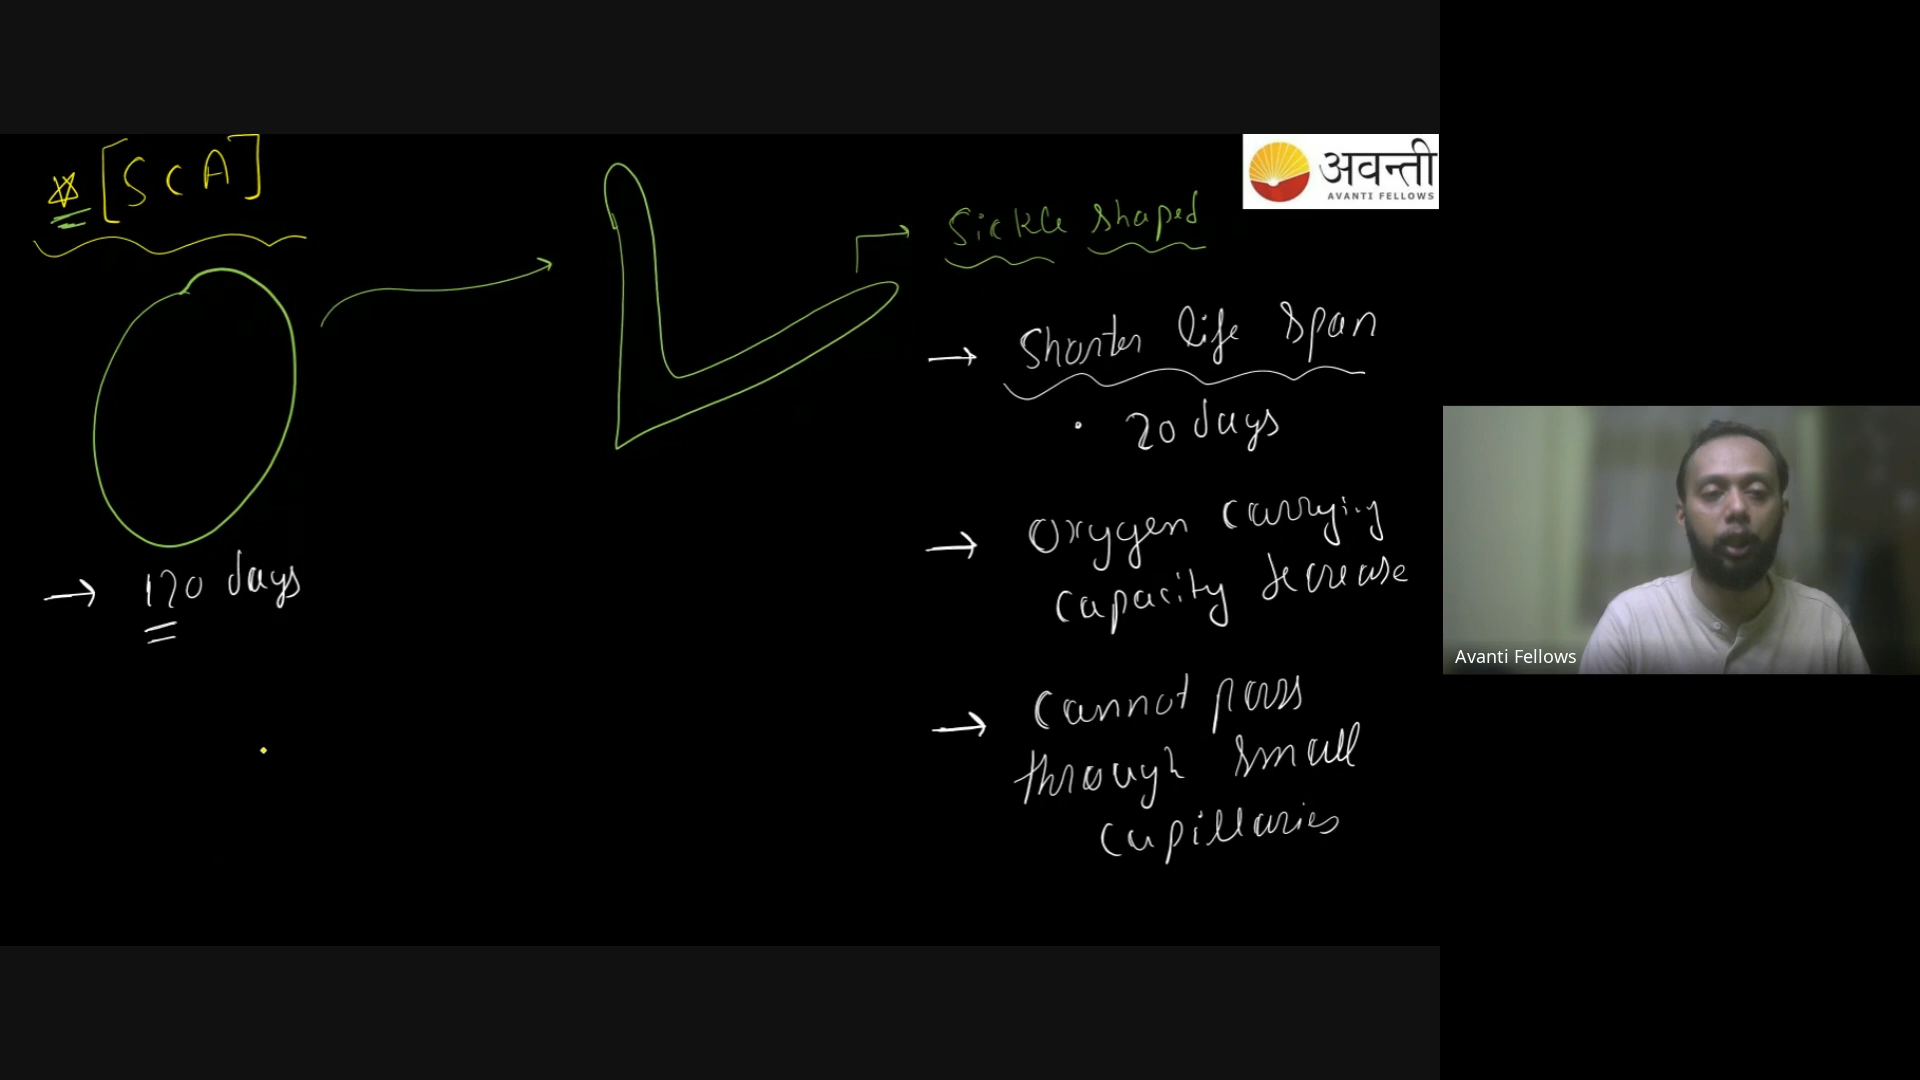 [SCA]
अवन्ती
AVANTI FELLOWS
Sickle shaped
→ Shorter life span
. 20 days
→ Oxygen carrying
capacity decrease
→ 120 days
→ Cannot pass
through small
capillaries
Avanti Fellows